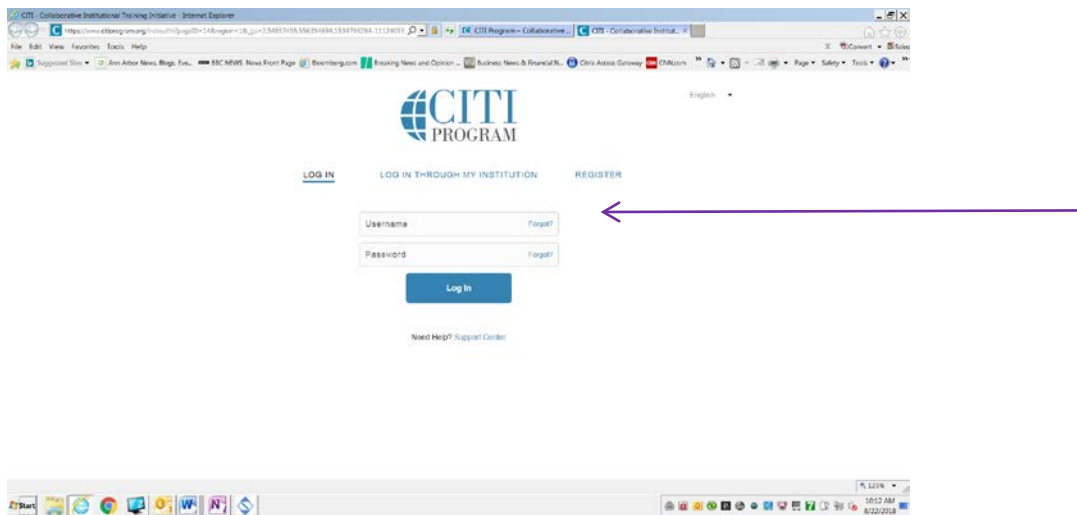 CITI - Collaborative Institutional Training Initiative - Internet Explorer
CITI Program - Collaborative...
CITI - Collaborative Institut...
File Edit View Favorites Tools Help
Convert
Suggested Sites
Ann Arbor News, Blogs, Eve...
BBC NEWS News Front Page
Bloomberg.com
Breaking News and Opinion ...
Business News & Financial N...
Citrix Access Gateway
CNN.com
Page
Safety
Tools
CITI
PROGRAM
English
LOG IN
LOG IN THROUGH MY INSTITUTION
REGISTER
Username Forgot?
Password Forgot?
Log In
Need Help? Support Center
125%
Start
10:12 AM
8/22/2018